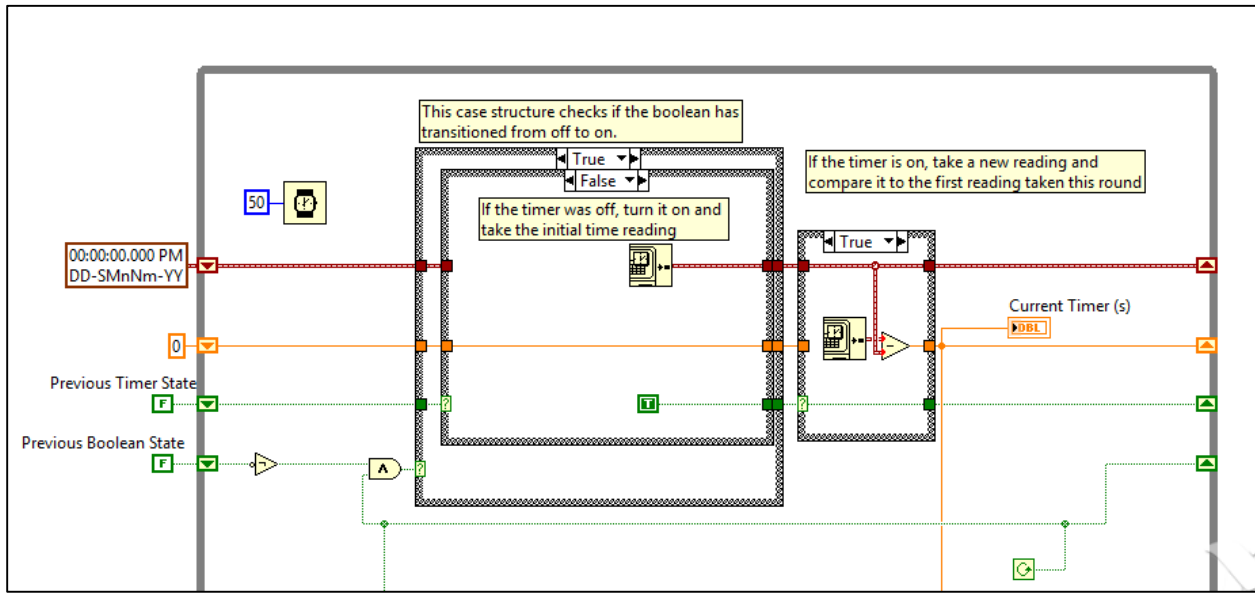 This case structure checks if the boolean has
transitioned from off to on.
True
False
If the timer is on, take a new reading and
compare it to the first reading taken this round
50
If the timer was off, turn it on and
take the initial time reading
True
00:00:00.000 PM
DD-SMnNm-YY
Current Timer (s)
DBL
0
Previous Timer State
F
?
T
?
Previous Boolean State
F
?